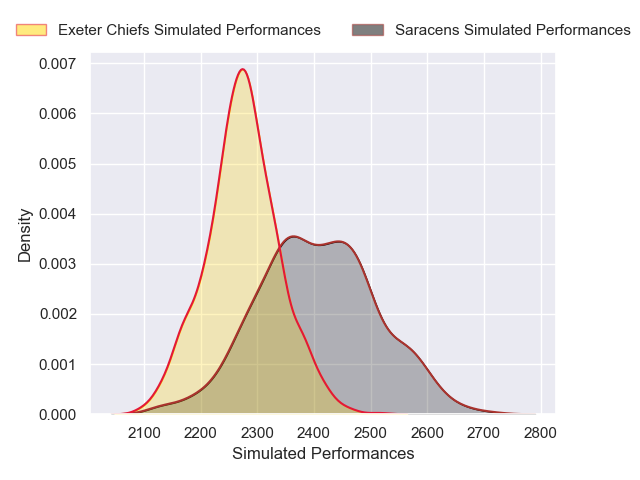 Exeter Chiefs Simulated Performances Saracens Simulated Performances
0.007
0.006
0.005
0.004
0.003
0.002
0.001
0.000
Density
2100 2200 2300 2400 2500 2600 2700 2800
Simulated Performances